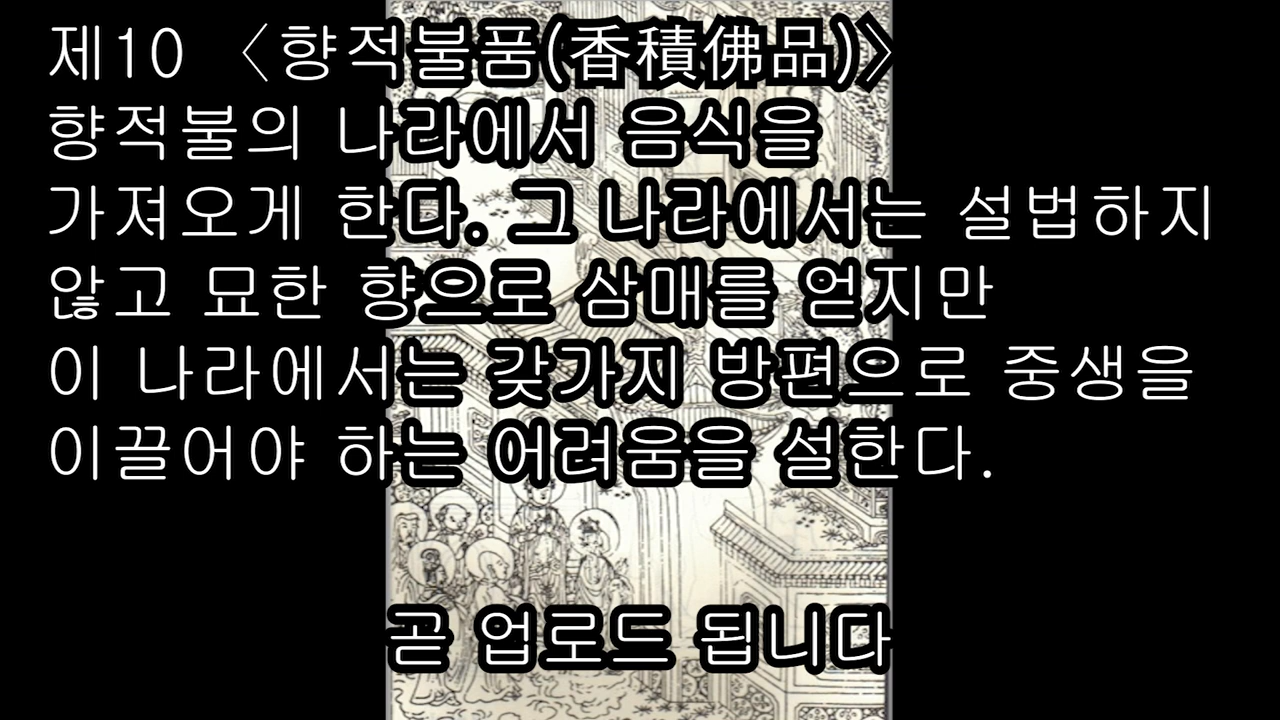 제10 〈향적불품(香積佛品)〉
향적불의 나라에서 음식을
가져오게 한다. 그 나라에서는 설법하지
않고 묘한 향으로 삼매를 얻지만
이 나라에서는 갖가지 방편으로 중생을
이끌어야 하는 어려움을 설한다.
곧 업로드 됩니다